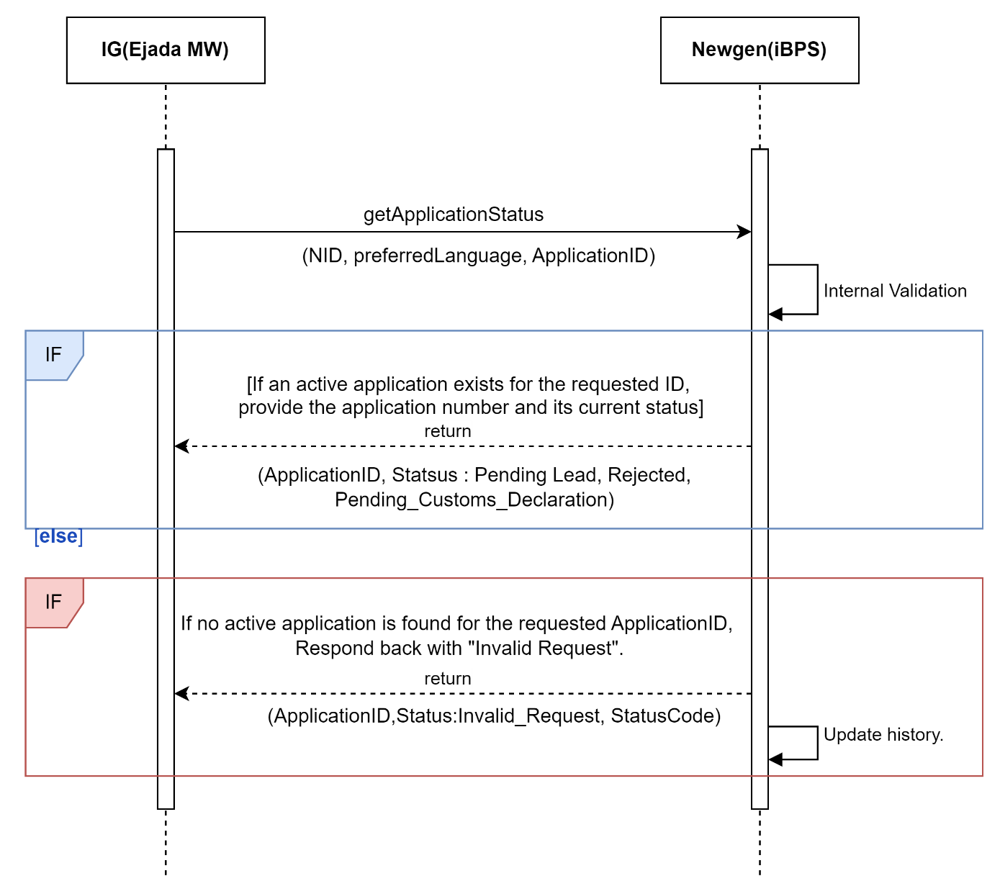 IG(Ejada MW)
Newgen(iBPS)
getApplicationStatus
(NID, preferredLanguage, ApplicationID)
Internal Validation
IF
[If an active application exists for the requested ID,
provide the application number and its current status]
return
(ApplicationID, Statsus : Pending Lead, Rejected,
Pending_Customs_Declaration)
[else]
IF
If no active application is found for the requested ApplicationID,
Respond back with "Invalid Request".
return
(ApplicationID,Status:Invalid_Request, StatusCode)
Update history.